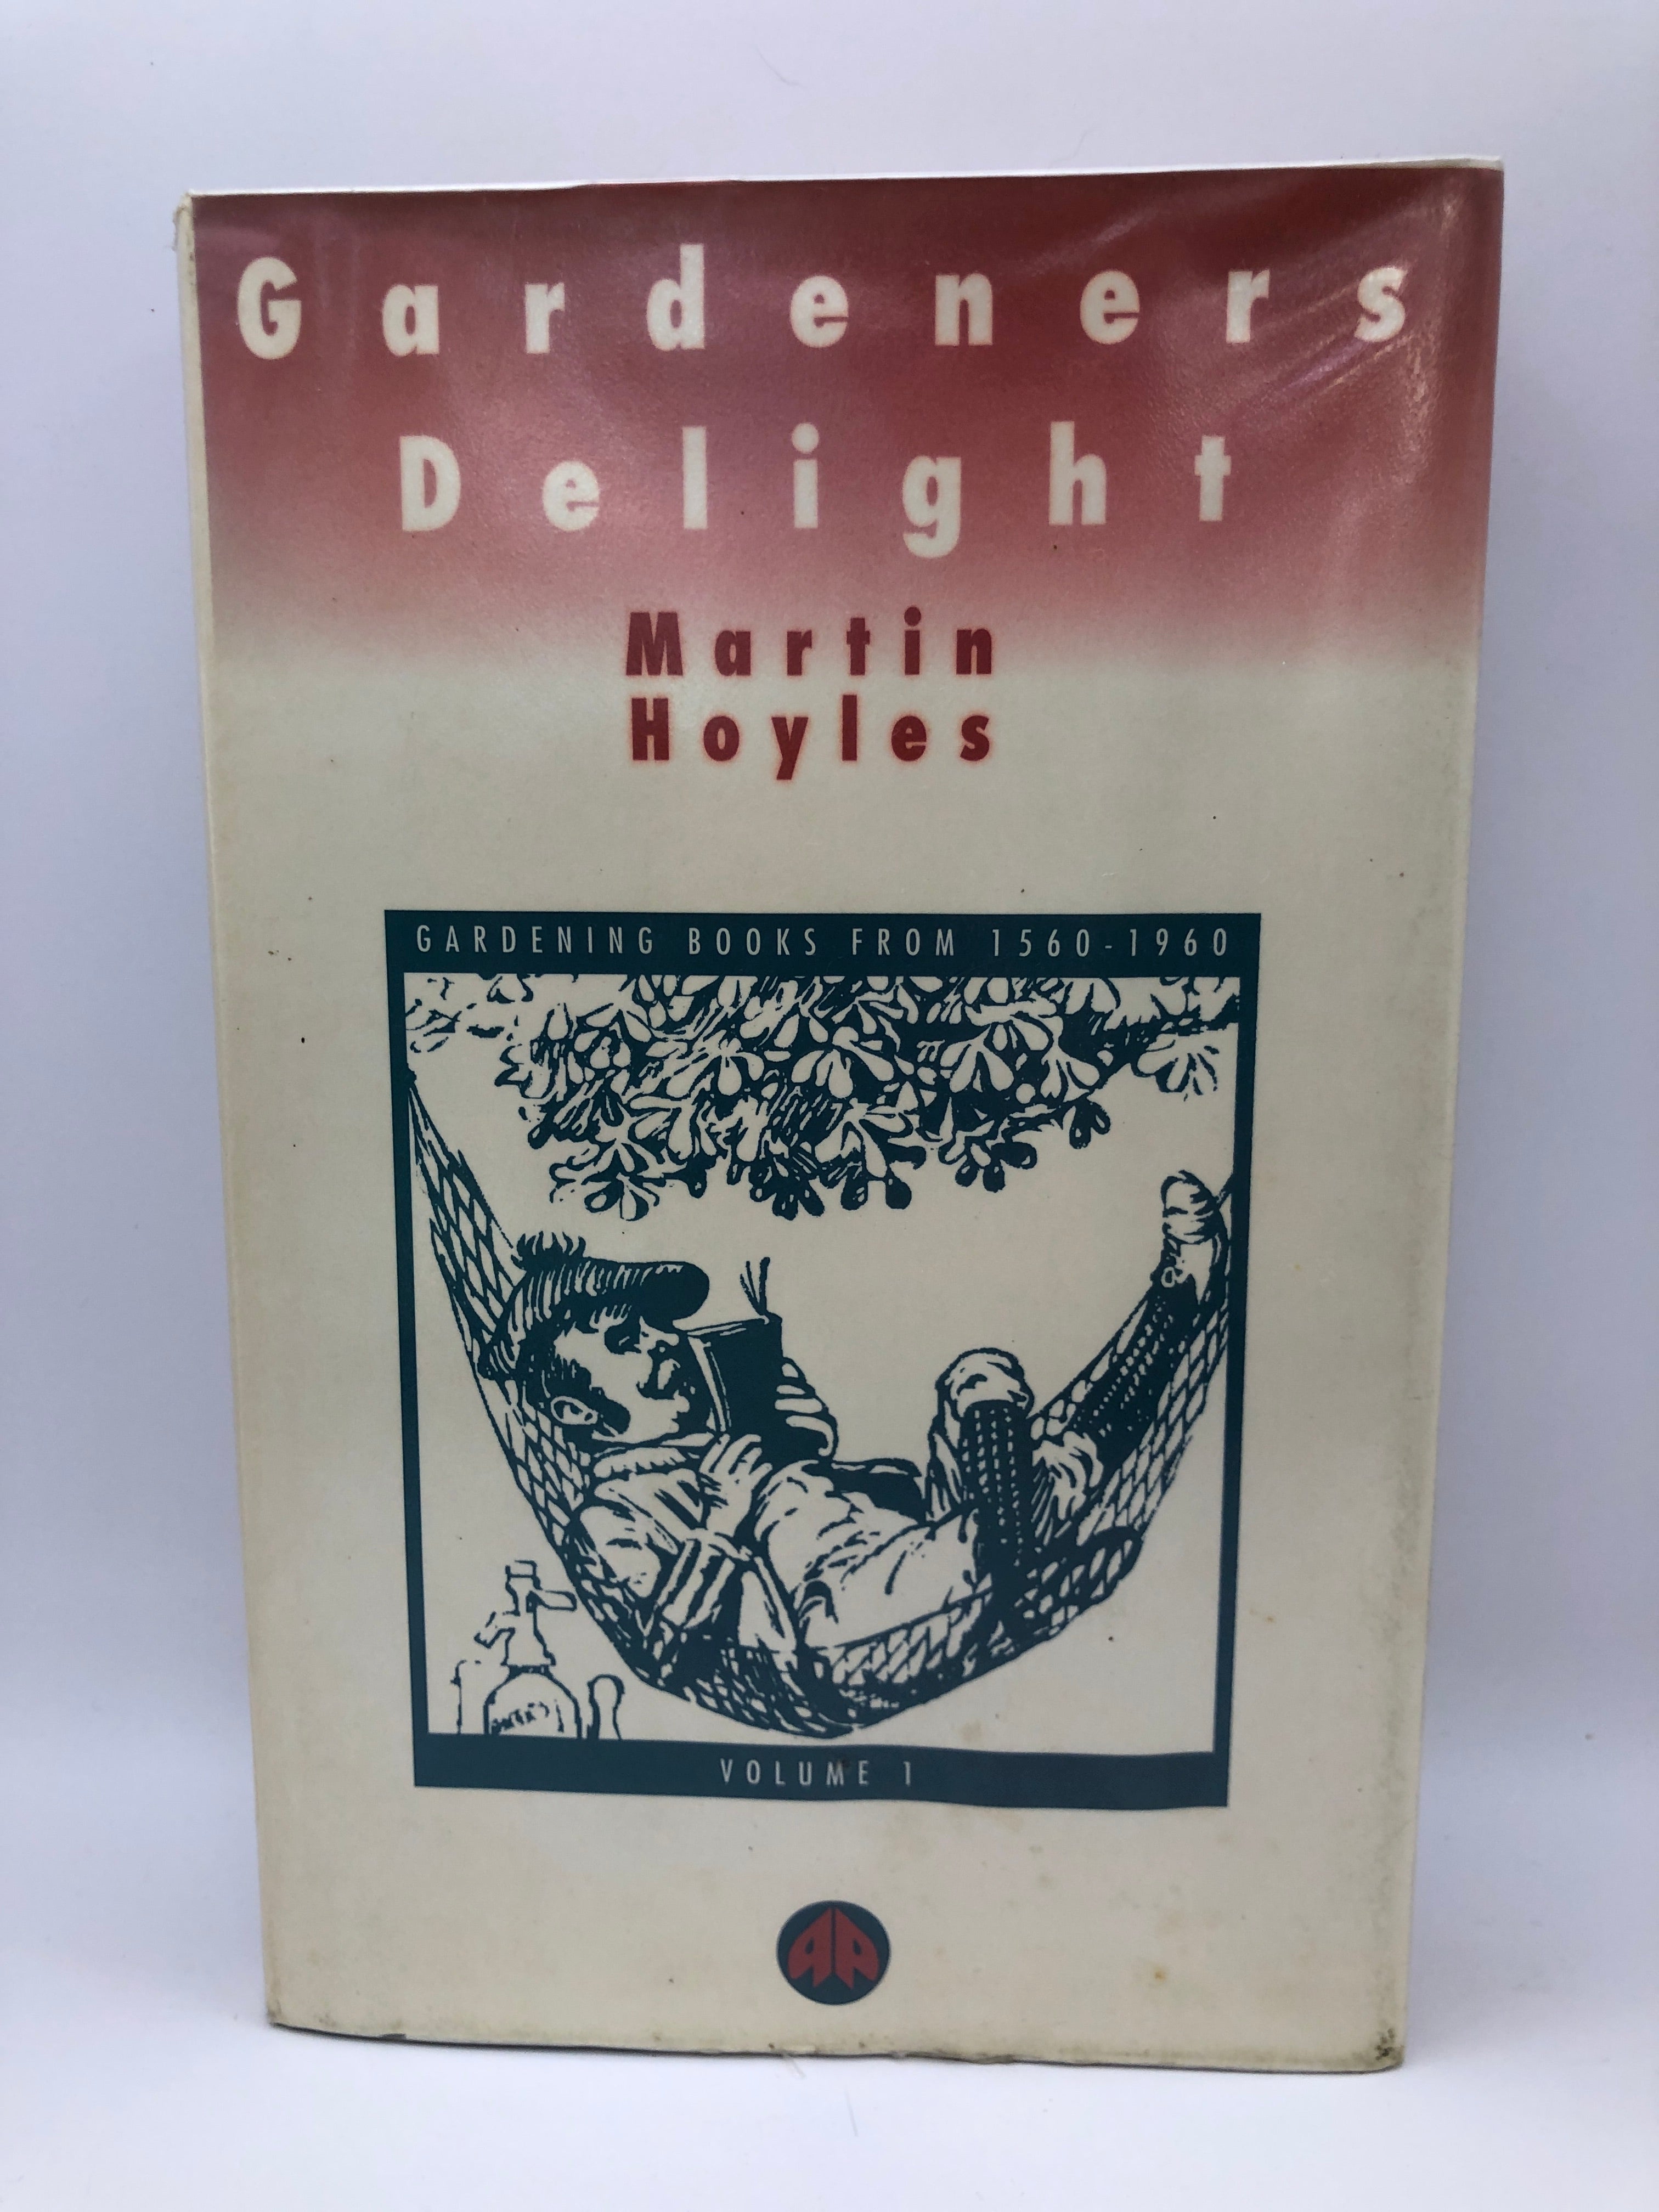 Gardeners
Delight
Martin
Hoyles
GARDENING BOOKS FROM 1560-1960
VOLUME 1